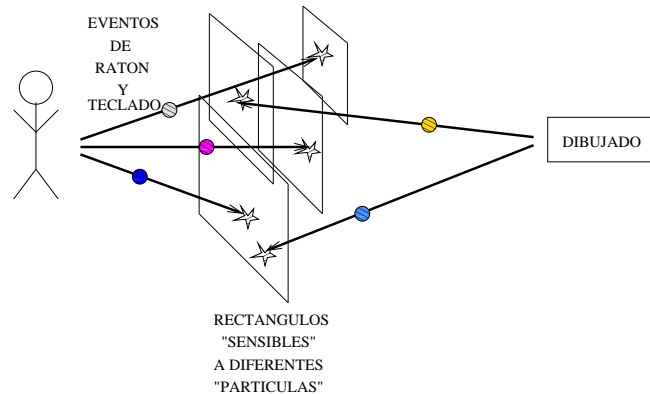 EVENTOS
DE
RATON
Y
TECLADO
DIBUJADO
RECTANGULOS
"SENSIBLES"
A DIFERENTES
"PARTICULAS"